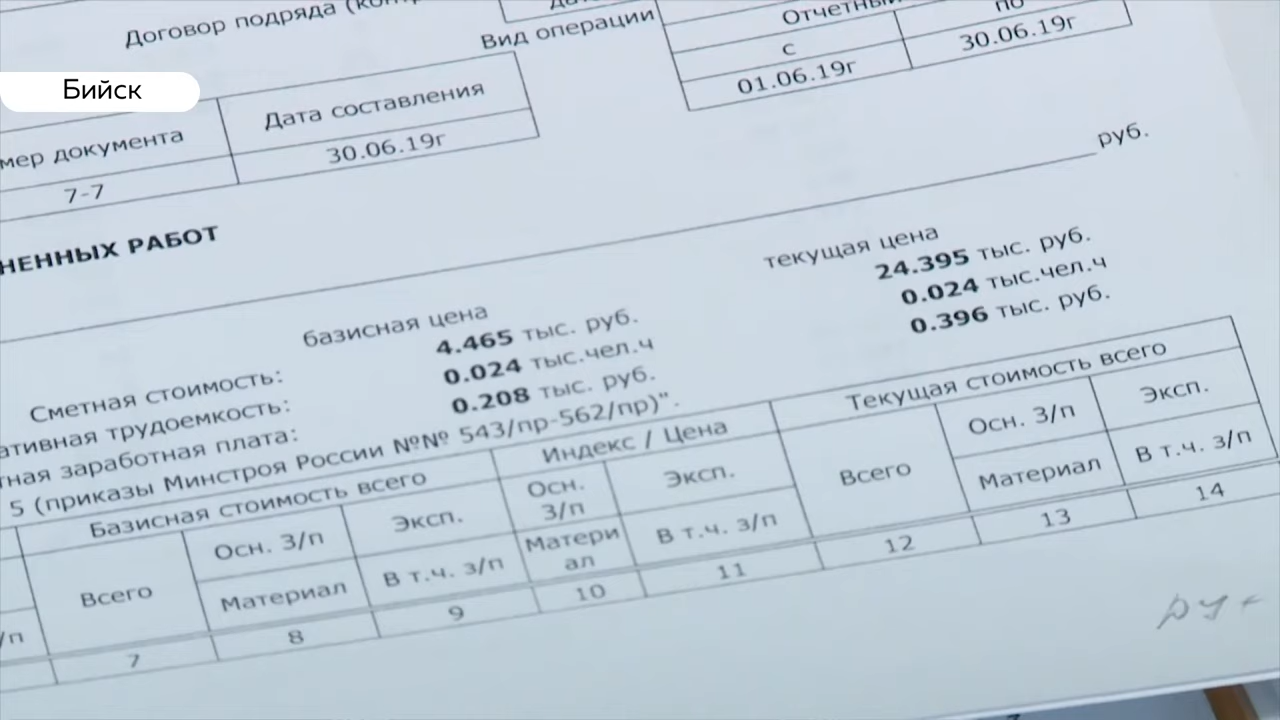 Бийск
Договор подряда
Вид операции
Отчетный
с
по
01.06.19г
30.06.19г
мер документа
Дата составления
7-7
30.06.19г
руб.
НЕННЫХ РАБОТ
базисная цена
текущая цена
Сметная стоимость:
4.465 тыс. руб.
24.395 тыс. руб.
ативная трудоемкость:
0.024 тыс.чел.ч
0.024 тыс.чел.ч
тная заработная плата:
0.208 тыс. руб.
0.396 тыс. руб.
5 (приказы Минстроя России №№ 543/пр-562/пр)".
Базисная стоимость всего
Индекс / Цена
Текущая стоимость всего
Всего
Осн. З/п
Эксп.
Осн. З/п
Эксп.
Всего
Осн. З/п
Эксп.
/п
Материал
В т.ч. з/п
Матери
ал
В т.ч. з/п
Материал
В т.ч. з/п
7
8
9
10
11
12
13
14